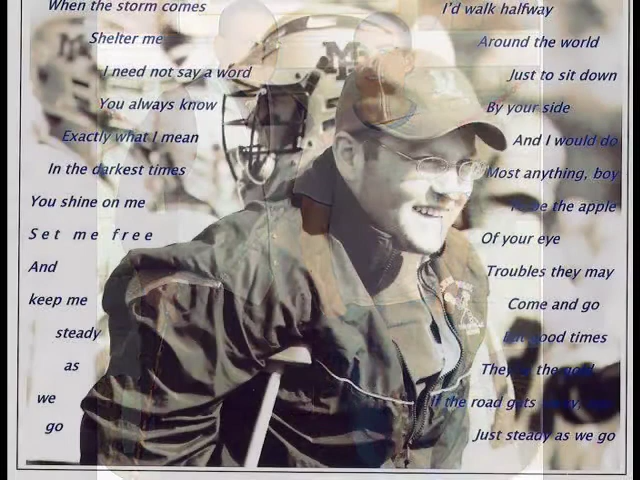 When the storm comes
Shelter me
I need not say a word
You always know
Exactly what I mean
In the darkest times
You shine on me
Set me free
And
keep me
steady
as
we
go
I'd walk halfway
Around the world
Just to sit down
By your side
And I would do
Most anything, boy
To be the apple
Of your eye
Troubles they may
Come and go
But good times
They're the gold
If the road gets
Just steady as we go
M